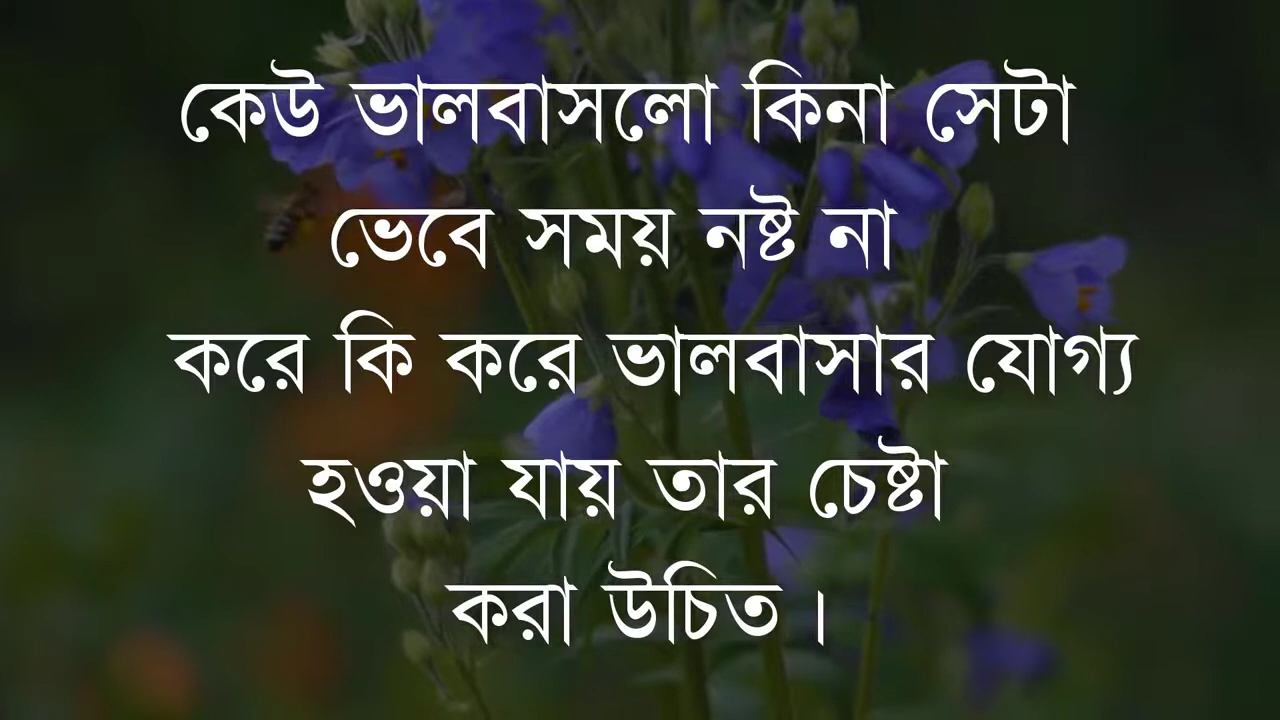 কেউ ভালবাসলো কিনা সেটা
ভেবে সময় নষ্ট না
করে কি করে ভালবাসার যোগ্য
হওয়া যায় তার চেষ্টা
করা উচিত।